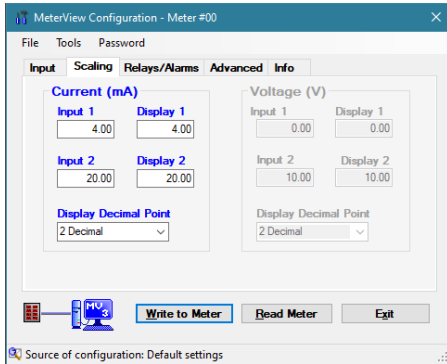 MeterView Configuration - Meter #00
File Tools Password
Input Scaling Relays/Alarms Advanced Info
Current (mA) Voltage (V)
Input 1 Display 1 Input 1 Display 1
4.00 4.00 0.00 0.00
Input 2 Display 2 Input 2 Display 2
20.00 20.00 10.00 10.00
Display Decimal Point Display Decimal Point
2 Decimal 2 Decimal
MV 3 Write to Meter Read Meter Exit
Source of configuration: Default settings